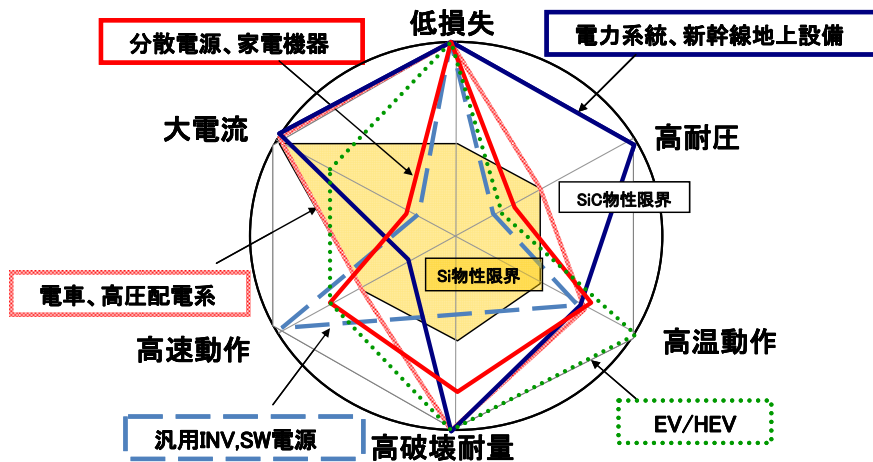 低損失
分散電源、家電機器
電力系統、新幹線地上設備
大電流
高耐圧
SiC物性限界
Si物性限界
電車、高圧配電系
高速動作
高温動作
汎用INV,SW電源
高破壊耐量
EV/HEV